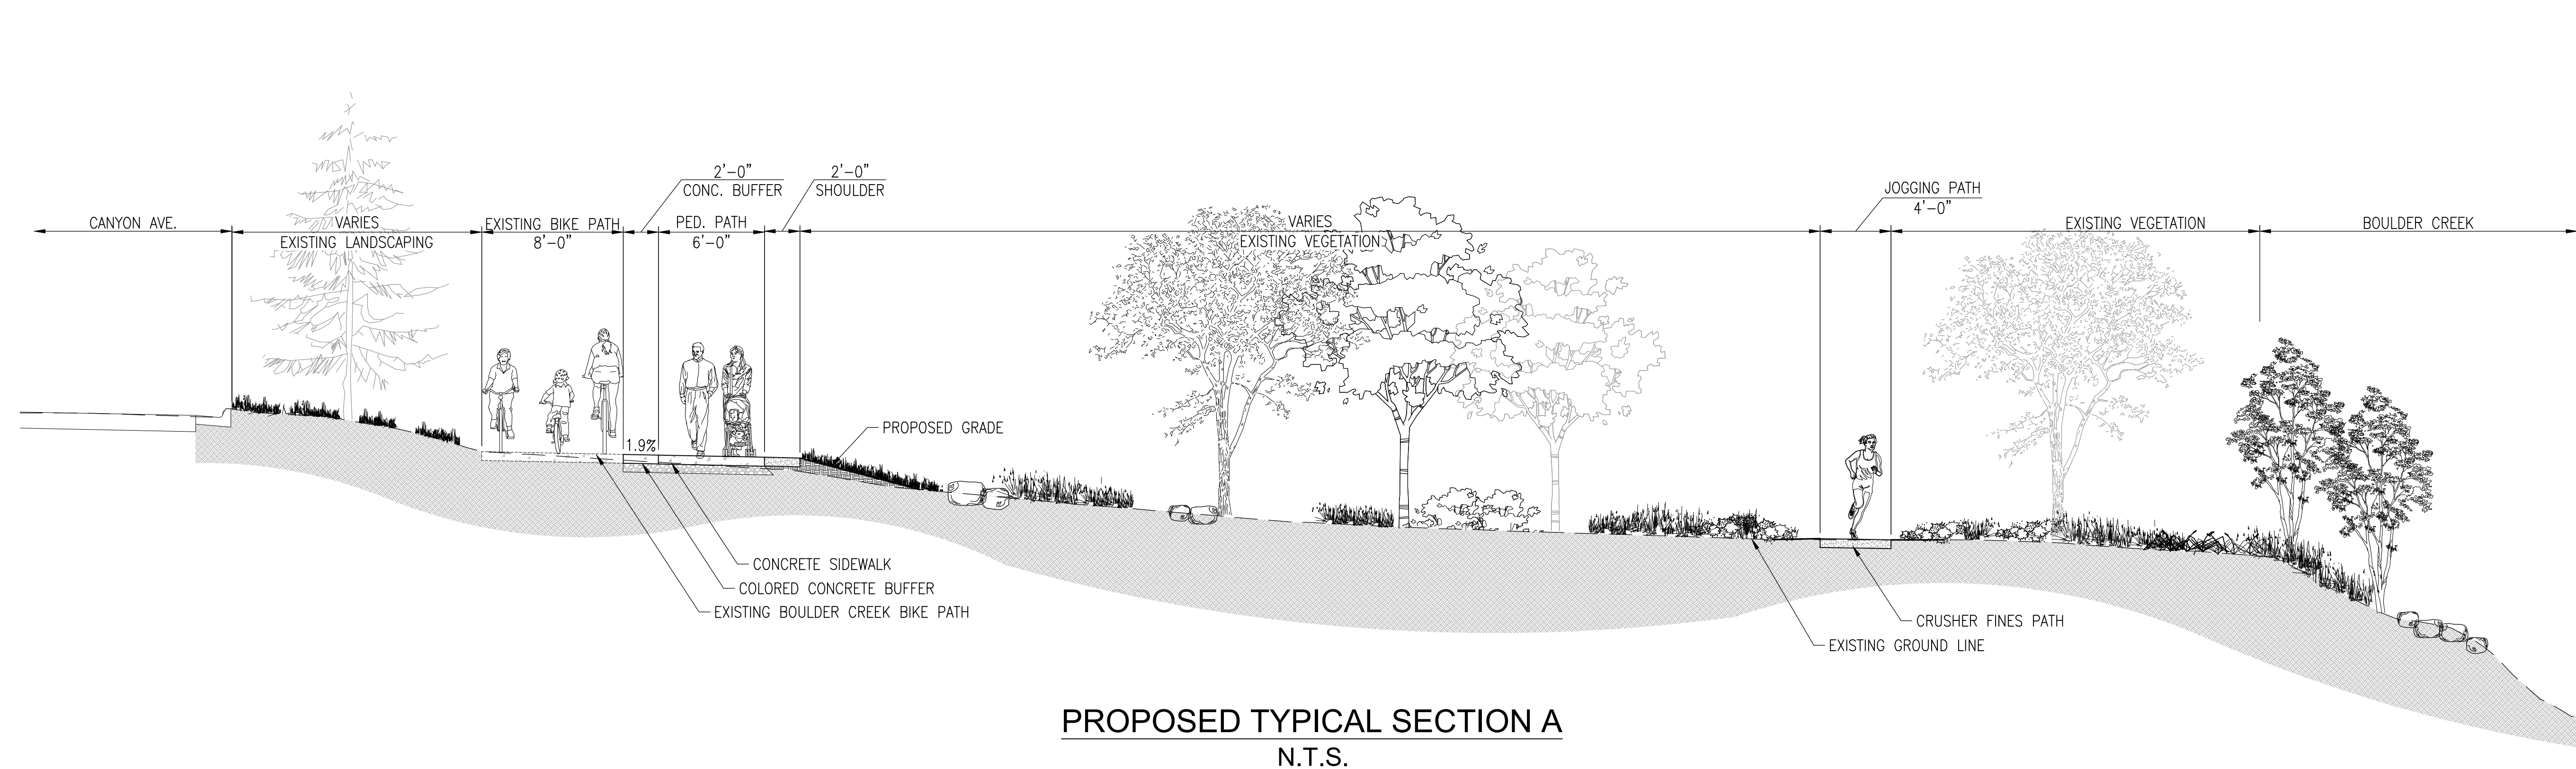 2'-0"
CONC. BUFFER
2'-0"
SHOULDER
JOGGING PATH
4'-0"
CANYON AVE.
VARIES
EXISTING LANDSCAPING
EXISTING BIKE PATH
8'-0"
PED. PATH
6'-0"
VARIES
EXISTING VEGETATION
EXISTING VEGETATION
BOULDER CREEK
1.9%
PROPOSED GRADE
CONCRETE SIDEWALK
COLORED CONCRETE BUFFER
EXISTING BOULDER CREEK BIKE PATH
CRUSHER FINES PATH
EXISTING GROUND LINE
PROPOSED TYPICAL SECTION A
N.T.S.